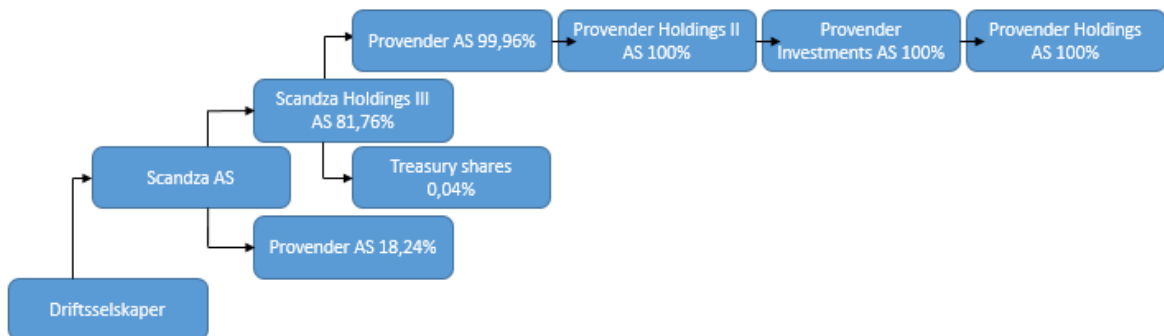 Provender AS 99,96%
Provender Holdings II
AS 100%
Provender
Investments AS 100%
Provender Holdings
AS 100%
Scandza Holdings III
AS 81,76%
Treasury shares
0,04%
Scandza AS
Provender AS 18,24%
Driftsselskaper